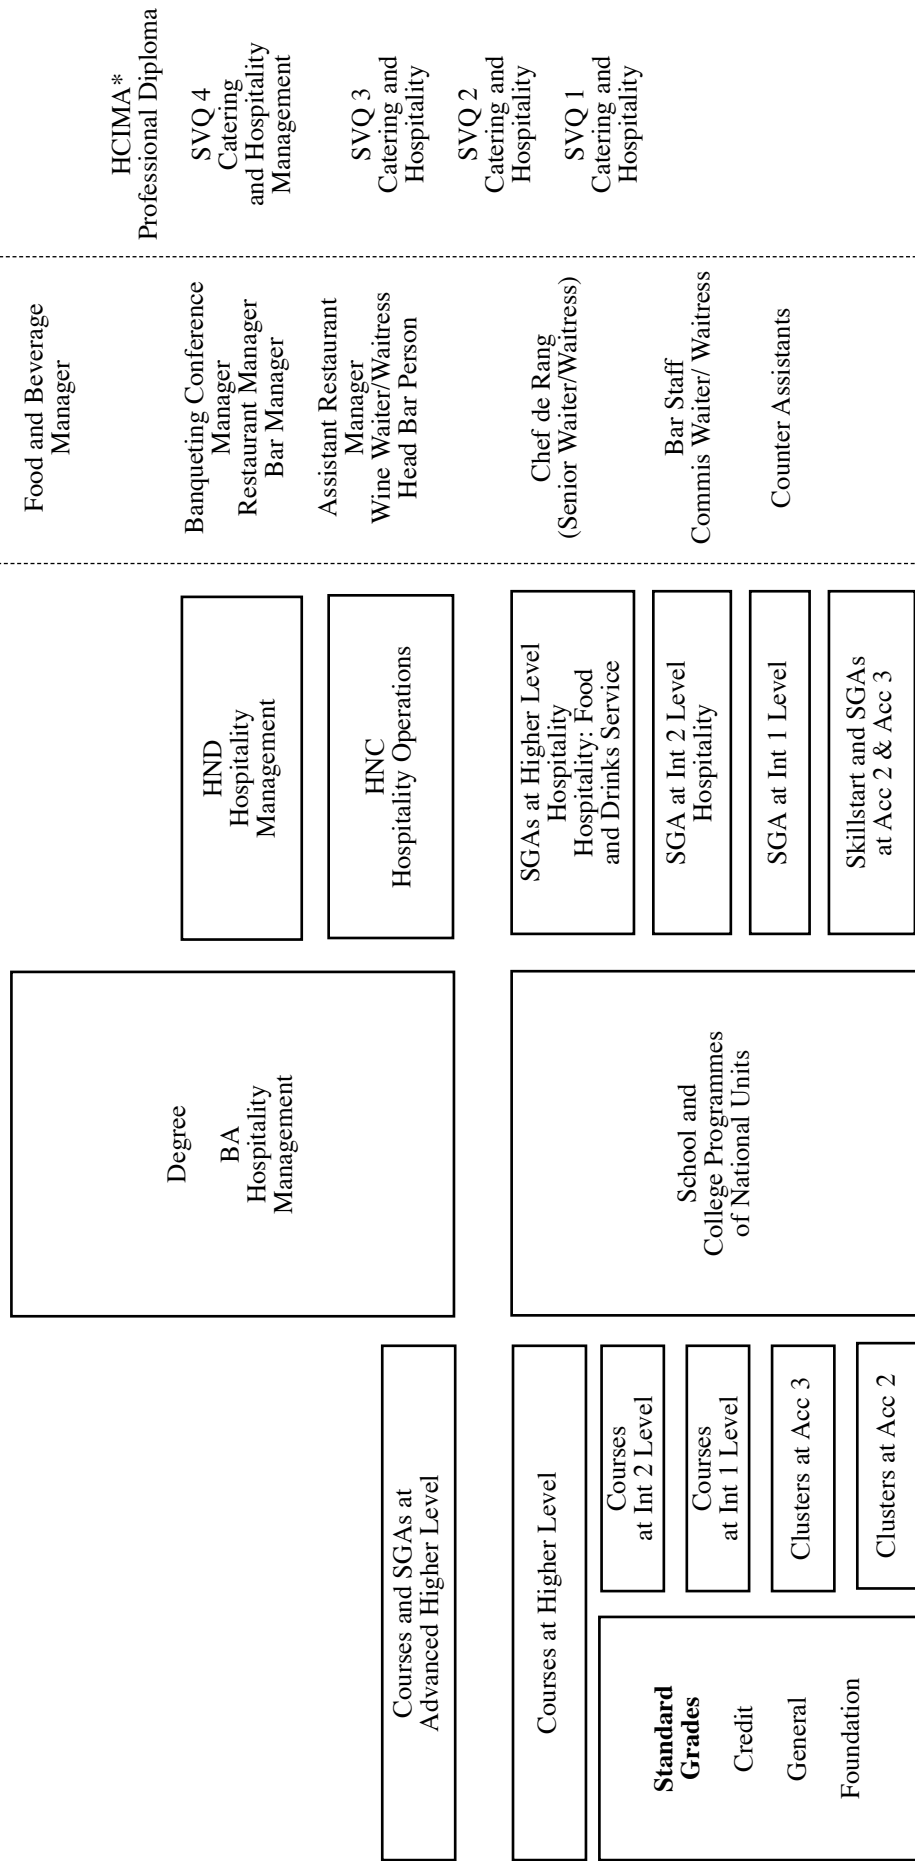 Courses and SGAs at
Advanced Higher Level
Courses at Higher Level
Standard
Grades
Credit
General
Foundation
Courses
at Int 2 Level
Courses
at Int 1 Level
Clusters at Acc 3
Clusters at Acc 2
Degree
BA
Hospitality
Management
School and
College Programmes
of National Units
HND
Hospitality
Management
HNC
Hospitality Operations
SGAs at Higher Level
Hospitality
Hospitality: Food
and Drinks Service
SGA at Int 2 Level
Hospitality
SGA at Int 1 Level
Skillstart and SGAs
at Acc 2 & Acc 3
Food and Beverage
Manager
Banqueting Conference
Manager
Restaurant Manager
Bar Manager
Assistant Restaurant
Manager
Wine Waiter/Waitress
Head Bar Person
Chef de Rang
(Senior Waiter/Waitress)
Bar Staff
Commis Waiter/ Waitress
Counter Assistants
HCIMA*
Professional Diploma
SVQ 4
Catering
and Hospitality
Management
SVQ 3
Catering and
Hospitality
SVQ 2
Catering and
Hospitality
SVQ 1
Catering and
Hospitality